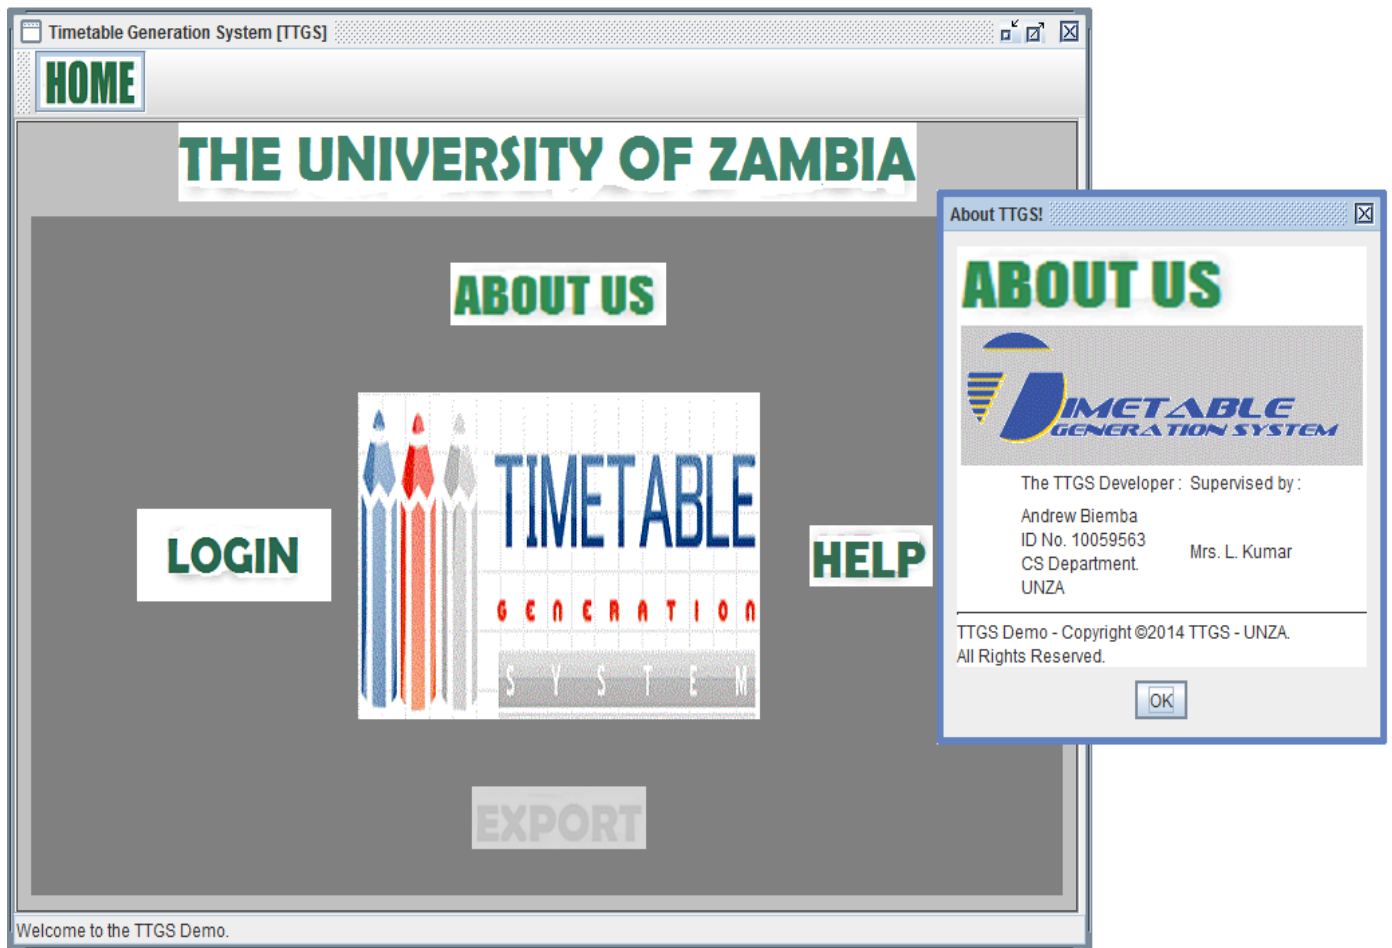 Timetable Generation System [TTGS]
HOME
THE UNIVERSITY OF ZAMBIA
ABOUT US
LOGIN
TIMETABLE
GENERATION
SYSTEM
HELP
EXPORT
Welcome to the TTGS Demo.
About TTGS!
ABOUT US
TIMETABLE
GENERATION SYSTEM
The TTGS Developer : Supervised by :
Andrew Biemba
ID No. 10059563
Mrs. L. Kumar
CS Department.
UNZA
TTGS Demo - Copyright ©2014 TTGS - UNZA.
All Rights Reserved.
OK